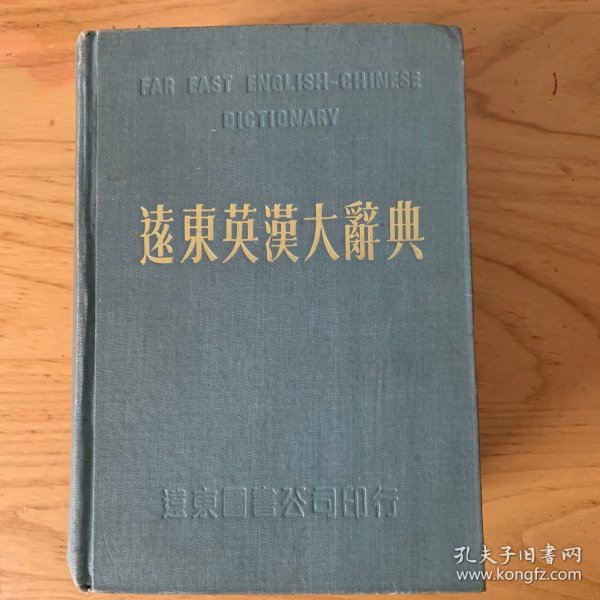 FAR EAST ENGLISH-CHINESE
DICTIONARY
遠東英漢大辭典
遠東圖書公司印行
孔夫子旧书网
www.kongfz.com